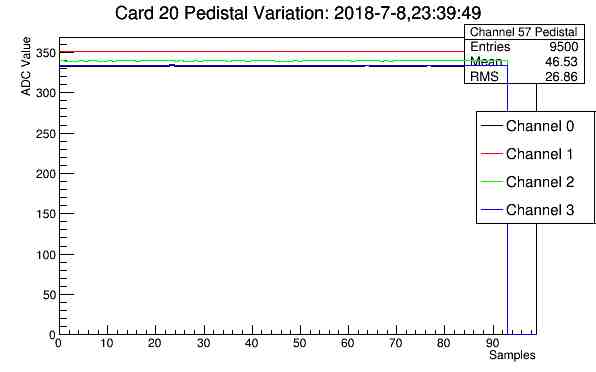 Card 20 Pedistal Variation: 2018-7-8,23:39:49
Channel 57 Pedistal
Entries 9500
Mean 46.53
RMS 26.86
ADC Value
350
300
250
200
150
100
50
0
Channel 0
Channel 1
Channel 2
Channel 3
0 10 20 30 40 50 60 70 80 90
Samples